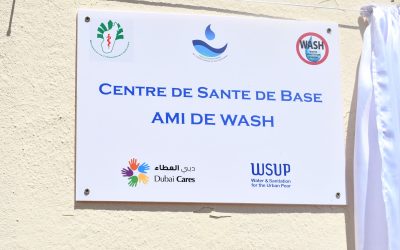 WASH
CENTRE DE SANTE DE BASE
AMI DE WASH
دبي العطاء
Dubai Cares
WSUP
Water & Sanitation
for the Urban Poor